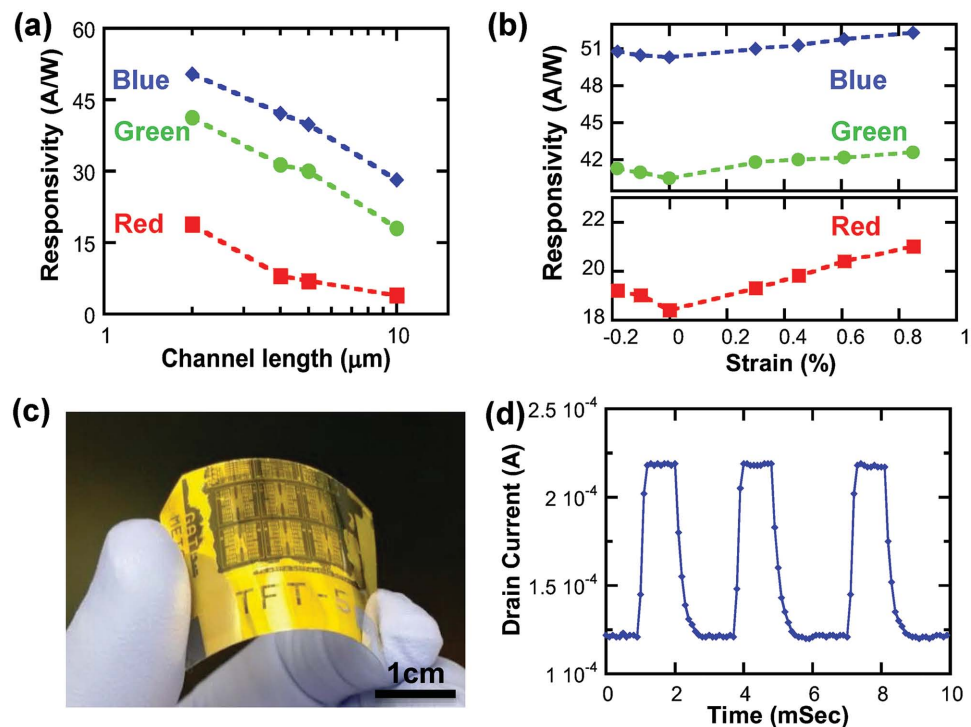 (a)
60
45
30
15
0
Responsivity (A/W)
Blue
Green
Red
1
10
Channel length (μm)
(b)
51
48
45
42
22
20
18
Responsivity (A/W)
Blue
Green
Red
-0.2 0 0.2 0.4 0.6 0.8 1
Strain (%)
(c)
TFT-5
1cm
(d)
2.5 10⁻⁴
2 10⁻⁴
1.5 10⁻⁴
1 10⁻⁴
Drain Current (A)
0 2 4 6 8 10
Time (mSec)